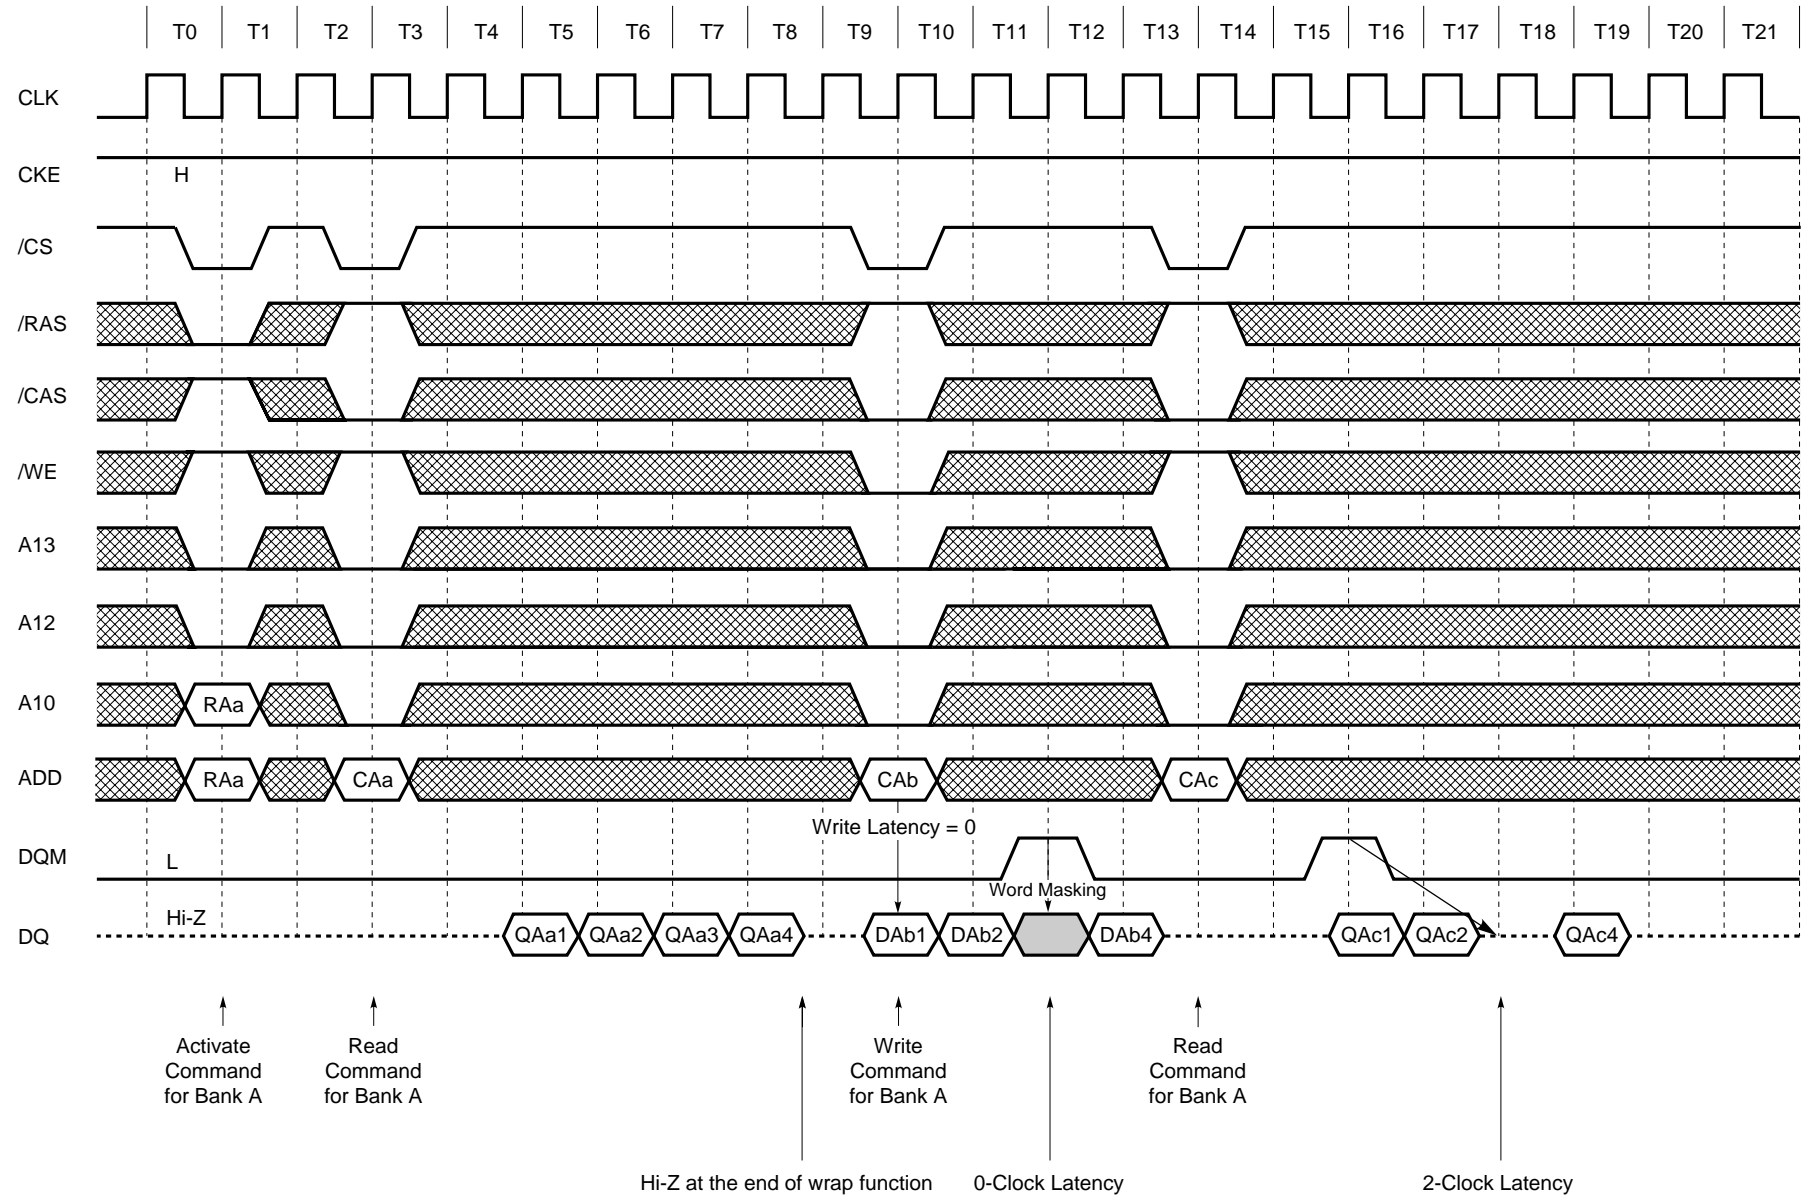 T0 T1 T2 T3 T4 T5 T6 T7 T8 T9 T10 T11 T12 T13 T14 T15 T16 T17 T18 T19 T20 T21
CLK
CKE H
/CS
/RAS
/CAS
/WE
A13
A12
A10 RAa
ADD RAa CAa CAb CAc
Write Latency = 0
DQM L
Word Masking
Hi-Z
DQ QAa1 QAa2 QAa3 QAa4 DAb1 DAb2 DAb4 QAc1 QAc2 QAc4
Activate Command for Bank A
Read Command for Bank A
Write Command for Bank A
Read Command for Bank A
Hi-Z at the end of wrap function 0-Clock Latency 2-Clock Latency